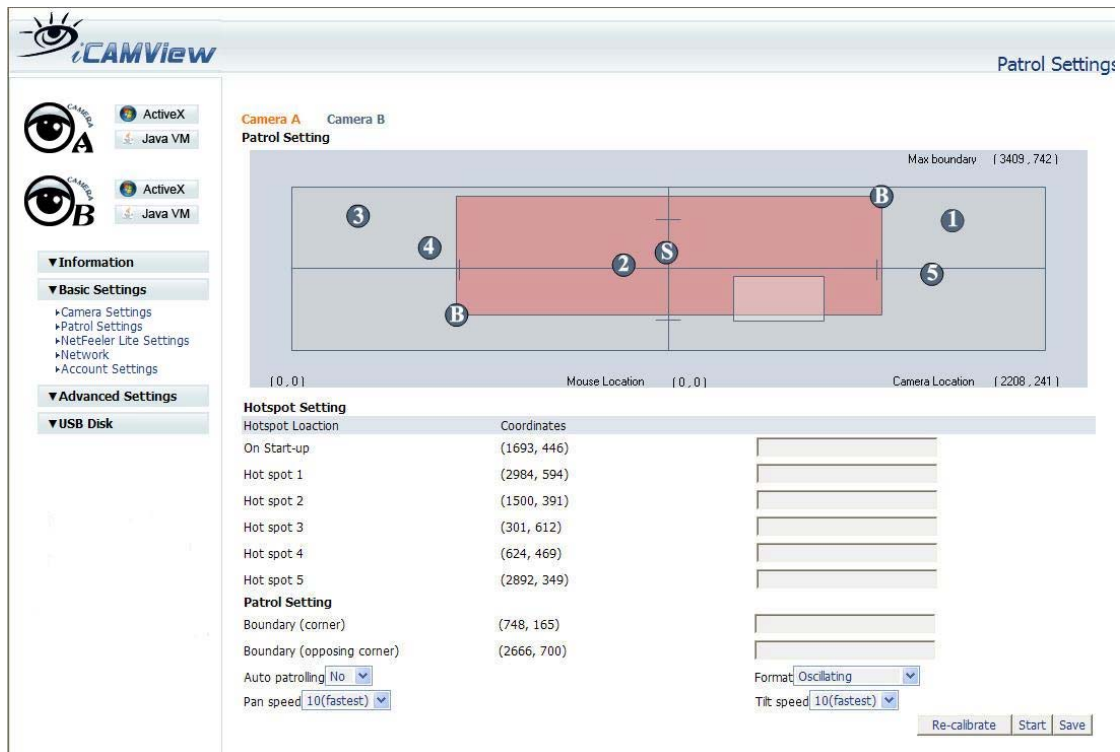 iCAMView
Patrol Settings
CAMERA
A
ActiveX
Java VM
CAMERA
B
ActiveX
Java VM
▼Information
▼Basic Settings
Camera Settings
Patrol Settings
NetFeeler Lite Settings
Network
Account Settings
▼Advanced Settings
▼USB Disk
Camera A Camera B
Patrol Setting
Max boundary [ 3409 , 742 ]
B
3
1
4
S
2
5
B
[ 0 , 0 ] Mouse Location [ 0 , 0 ] Camera Location [ 2208 , 241 ]
Hotspot Setting
Hotspot Loaction Coordinates
On Start-up (1693, 446)
Hot spot 1 (2984, 594)
Hot spot 2 (1500, 391)
Hot spot 3 (301, 612)
Hot spot 4 (624, 469)
Hot spot 5 (2892, 349)
Patrol Setting
Boundary (corner) (748, 165)
Boundary (opposing corner) (2666, 700)
Auto patrolling No Format Oscillating
Pan speed 10(fastest) Tilt speed 10(fastest)
Re-calibrate Start Save